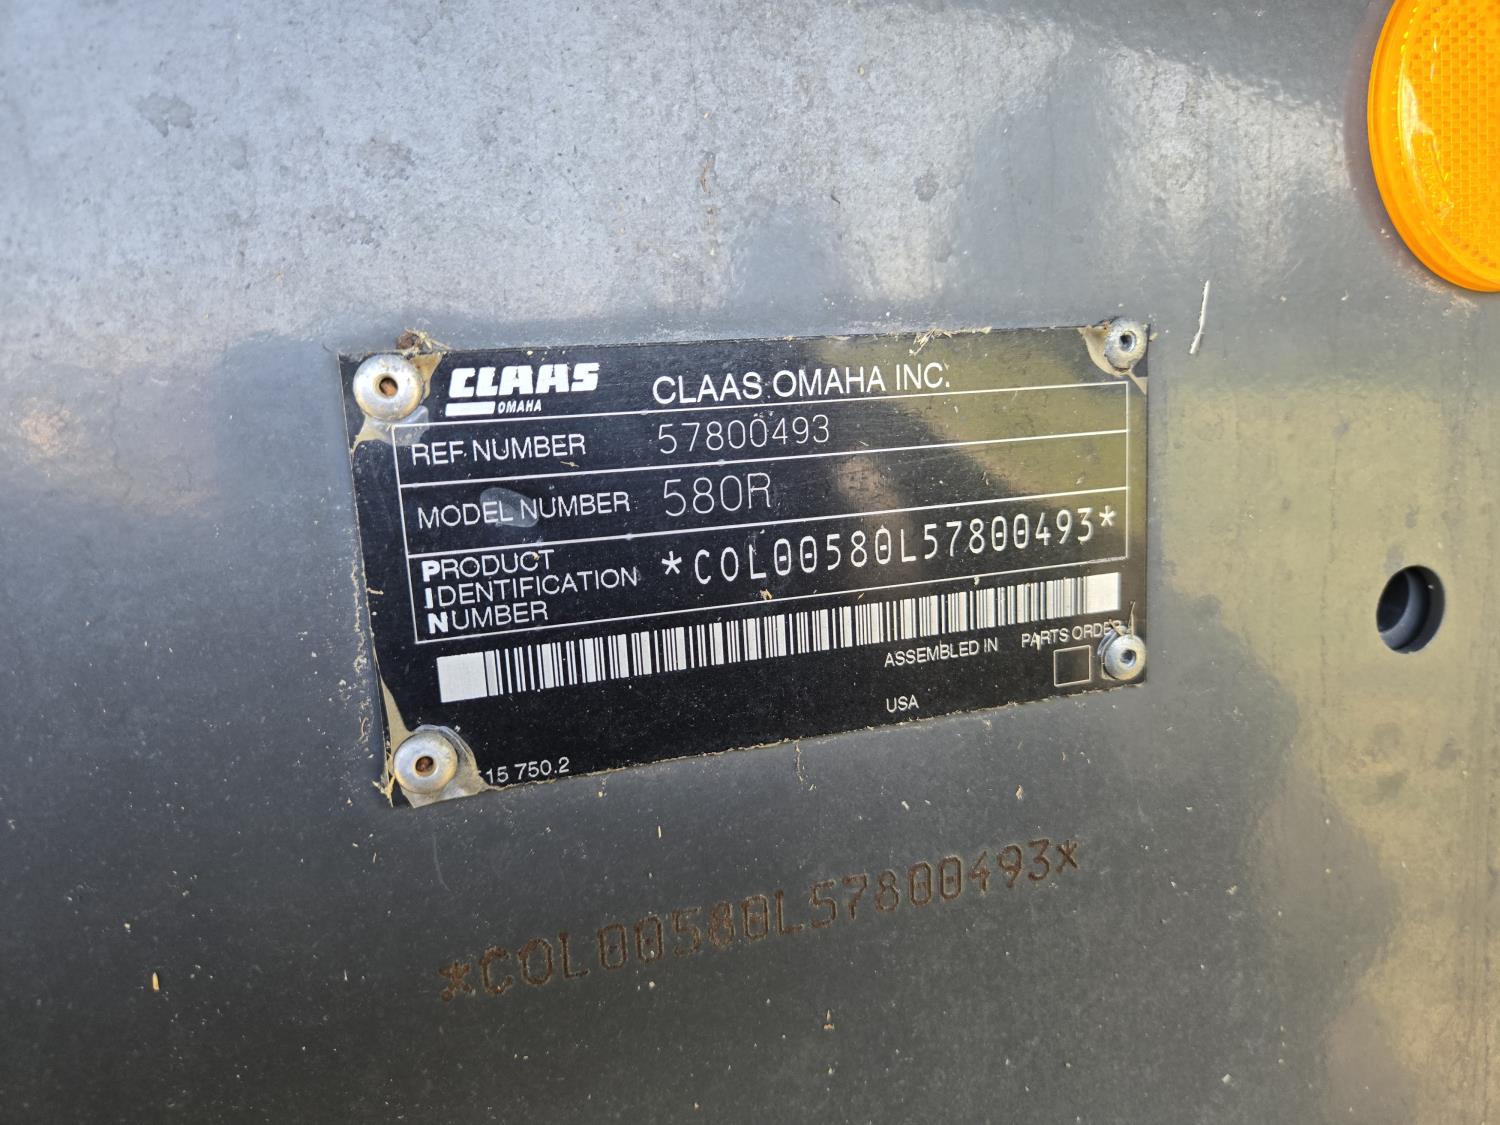 CLAAS
OMAHA
CLAAS OMAHA INC.
REF. NUMBER 57800493
MODEL NUMBER 580R
PRODUCT
IDENTIFICATION
NUMBER
*COL00580L57800493*
ASSEMBLED IN
PARTS ORDER
USA
15 750.2
*COL00580L57800493*